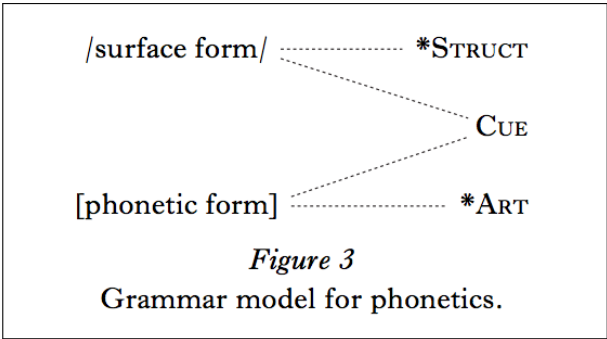 /surface form/ *STRUCT
CUE
[phonetic form] *ART
Figure 3
Grammar model for phonetics.